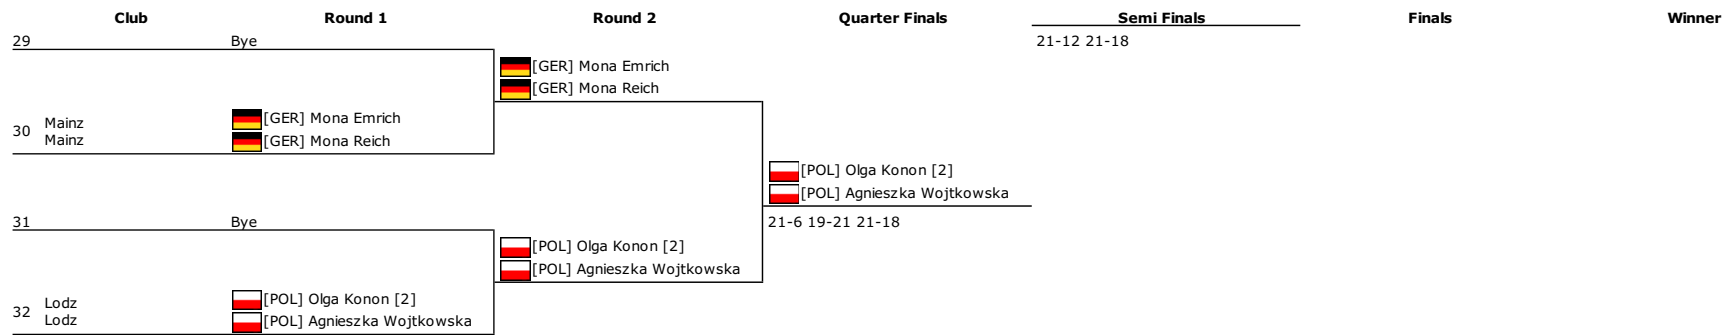 Club Round 1 Round 2 Quarter Finals Semi Finals Finals Winner
29 Bye 21-12 21-18
[GER] Mona Emrich
[GER] Mona Reich
30 Mainz [GER] Mona Emrich
Mainz [GER] Mona Reich
[POL] Olga Konon [2]
[POL] Agnieszka Wojtkowska
31 Bye 21-6 19-21 21-18
[POL] Olga Konon [2]
[POL] Agnieszka Wojtkowska
32 Lodz [POL] Olga Konon [2]
Lodz [POL] Agnieszka Wojtkowska